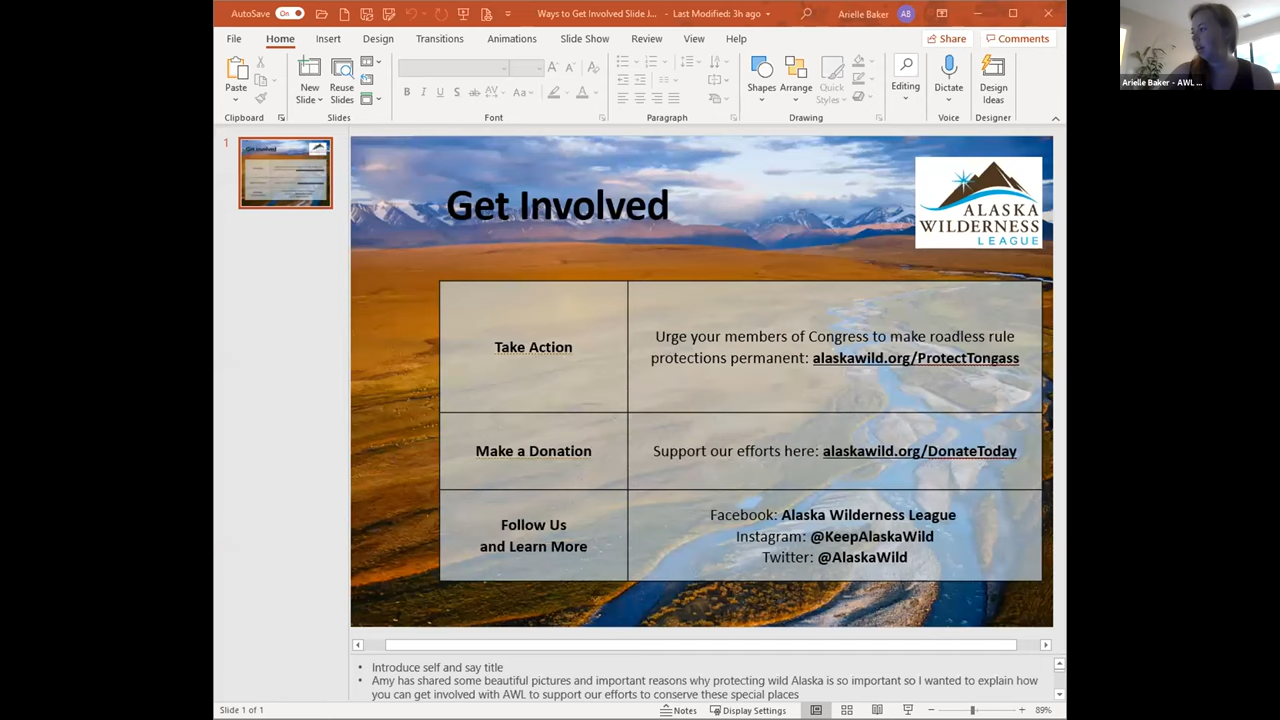 AutoSave On Ways to Get Involved Slide J... - Last Modified: 3h ago Arielle Baker AB
File Home Insert Design Transitions Animations Slide Show Review View Help Share Comments
Paste New Slide Reuse Slides B I U S ab AV Aa A A A Shapes Arrange Quick Styles Editing Dictate Design Ideas
Clipboard Slides Font Paragraph Drawing Voice Designer
Arielle Baker - AWL ...
1
Get Involved
ALASKA
WILDERNESS
LEAGUE
Take Action
Urge your members of Congress to make roadless rule
protections permanent: alaskawild.org/ProtectTongass
Make a Donation
Support our efforts here: alaskawild.org/DonateToday
Follow Us
and Learn More
Facebook: Alaska Wilderness League
Instagram: @KeepAlaskaWild
Twitter: @AlaskaWild
• Introduce self and say title
• Amy has shared some beautiful pictures and important reasons why protecting wild Alaska is so important so I wanted to explain how
you can get involved with AWL to support our efforts to conserve these special places
Slide 1 of 1 Notes Display Settings 89%